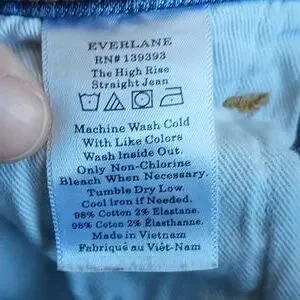 EVERLANE
RN# 139393
The High Rise
Straight Jean
Machine Wash Cold
With Like Colors
Wash Inside Out.
Only Non-Chlorine
Bleach When Necessary.
Tumble Dry Low.
Cool Iron if Needed.
98% Cotton 2% Elastane.
98% Coton 2% Élasthanne.
Made in Vietnam
Fabriqué au Viêt-Nam